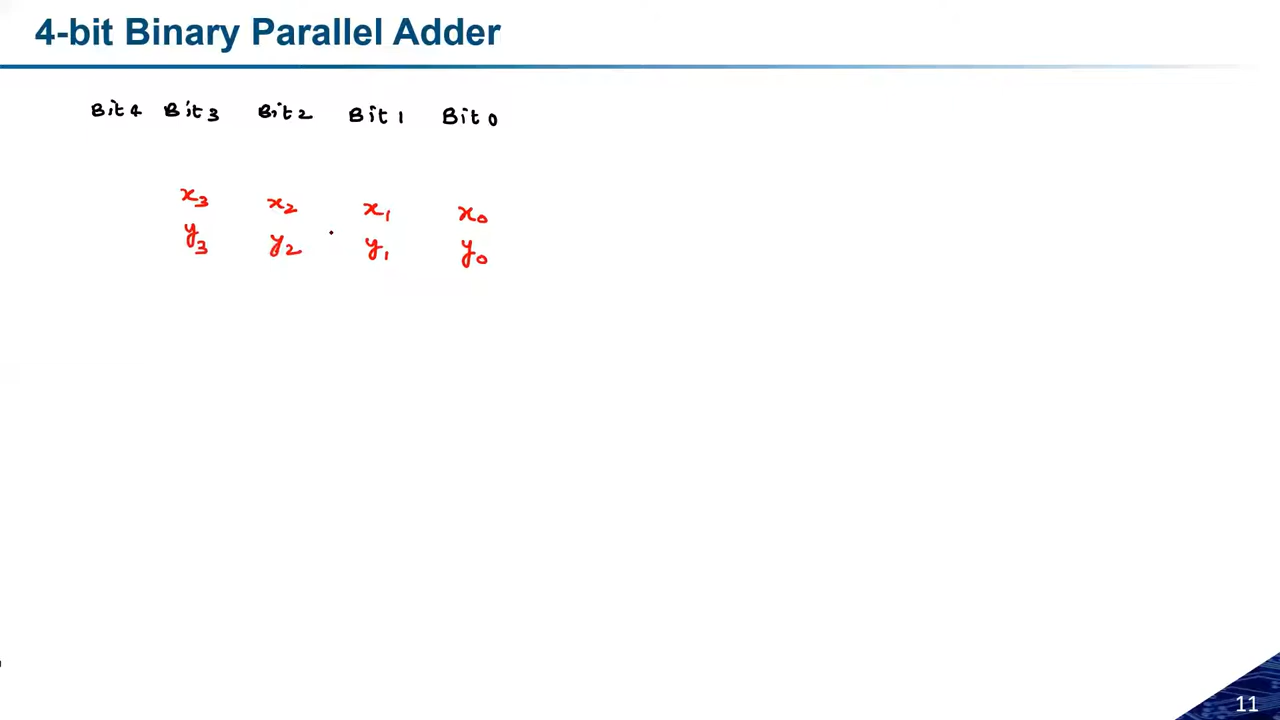 4-bit Binary Parallel Adder
Bit 4 Bit 3 Bit 2 Bit 1 Bit 0
x₃ x₂ x₁ x₀
y₃ y₂ y₁ y₀
11